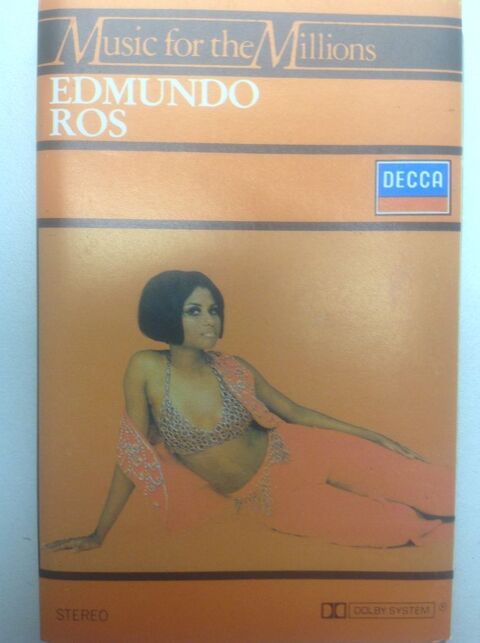 Music for the Millions
EDMUNDO
ROS
DECCA
STEREO
DOLBY SYSTEM ®